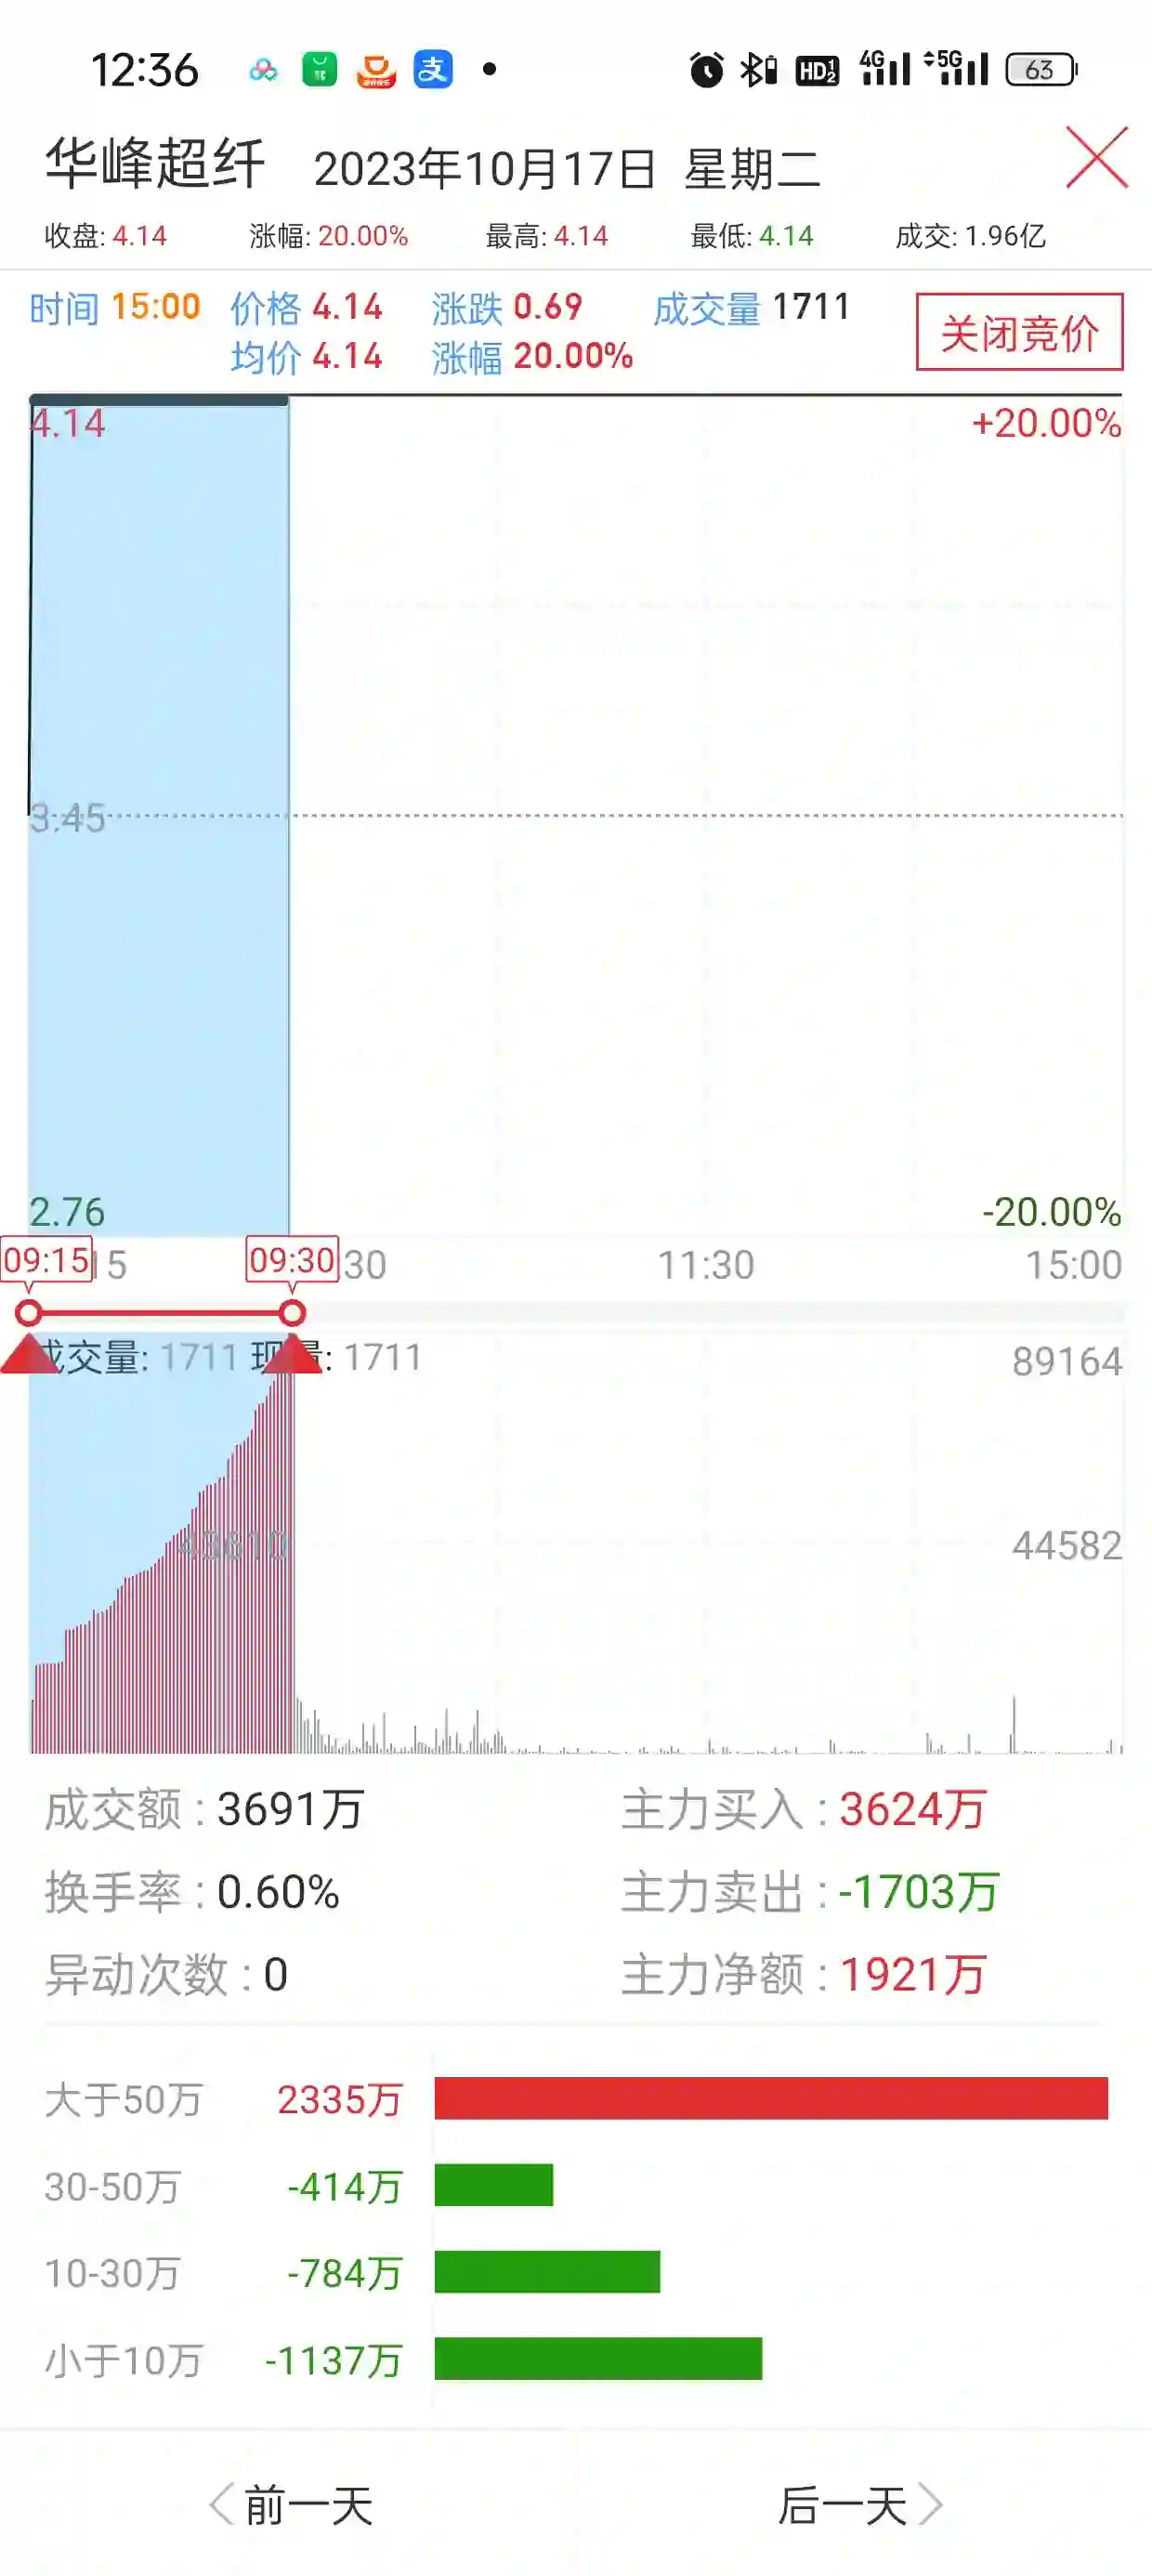 12:36 4G 5G HD 63
华峰超纤 2023年10月17日 星期二
收盘: 4.14 涨幅: 20.00% 最高: 4.14 最低: 4.14 成交: 1.96亿
时间 15:00 价格 4.14 涨跌 0.69 成交量 1711
均价 4.14 涨幅 20.00%
关闭竞价
4.14 +20.00%
3.45
2.76 -20.00%
09:15 15 09:30 30 11:30 15:00
成交量: 1711 现量: 1711 89164
44582
成交额 : 3691万 主力买入 : 3624万
换手率 : 0.60% 主力卖出 : -1703万
异动次数 : 0 主力净额 : 1921万
大于50万 2335万
30-50万 -414万
10-30万 -784万
小于10万 -1137万
前一天 后一天